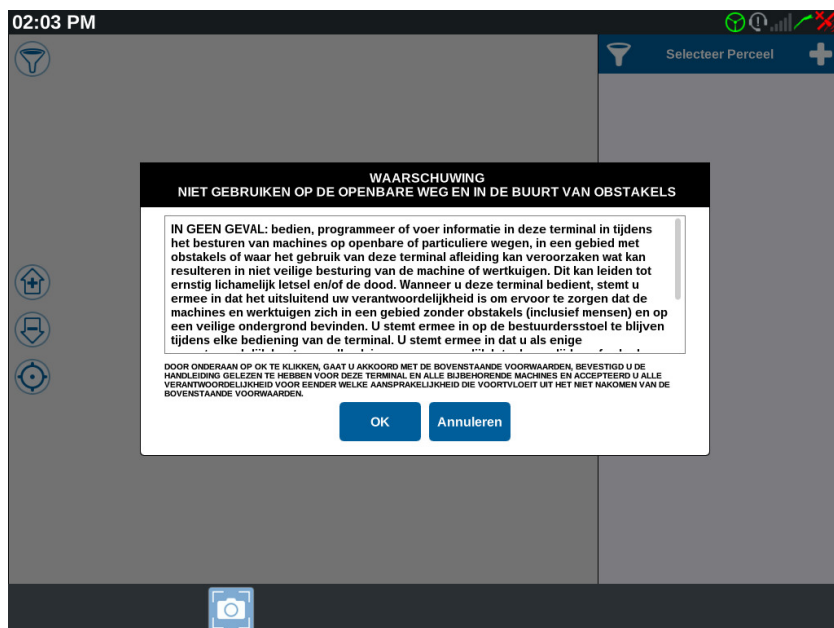 02:03 PM
Selecteer Perceel
WAARSCHUWING
NIET GEBRUIKEN OP DE OPENBARE WEG EN IN DE BUURT VAN OBSTAKELS
IN GEEN GEVAL: bedien, programmeer of voer informatie in deze terminal in tijdens
het besturen van machines op openbare of particuliere wegen, in een gebied met
obstakels of waar het gebruik van deze terminal afleiding kan veroorzaken wat kan
resulteren in niet veilige besturing van de machine of wertkuigen. Dit kan leiden tot
ernstig lichamelijk letsel en/of de dood. Wanneer u deze terminal bedient, stemt u
ermee in dat het uitsluitend uw verantwoordelijkheid is om ervoor te zorgen dat de
machines en werktuigen zich in een gebied zonder obstakels (inclusief mensen) en op
een veilige ondergrond bevinden. U stemt ermee in op de bestuurdersstoel te blijven
tijdens elke bediening van de terminal. U stemt ermee in dat u als enige
DOOR ONDERAAN OP OK TE KLIKKEN, GAAT U AKKOORD MET DE BOVENSTAANDE VOORWAARDEN, BEVESTIGD U DE
HANDLEIDING GELEZEN TE HEBBEN VOOR DEZE TERMINAL EN ALLE BIJBEHORENDE MACHINES EN ACCEPTEERD U ALLE
VERANTWOORDELIJKHEID VOOR EENDER WELKE AANSPRAKELIJKHEID DIE VOORTVLOEIT UIT HET NIET NAKOMEN VAN DE
BOVENSTAANDE VOORWAARDEN.
OK
Annuleren